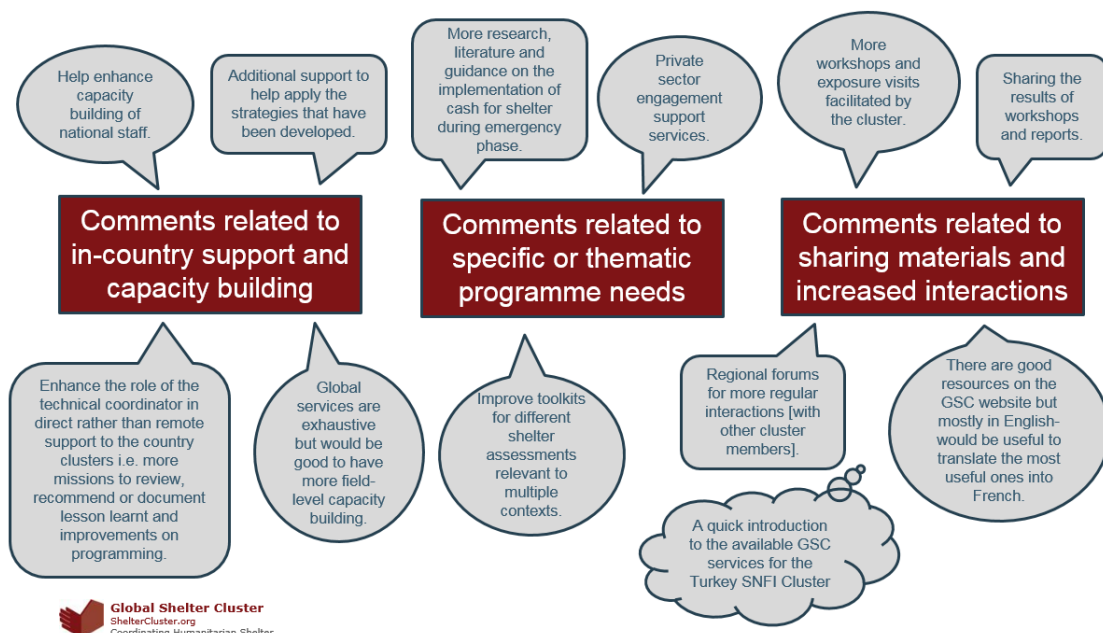 Help enhance
capacity
building of
national staff.
Additional support to
help apply the
strategies that have
been developed.
More research,
literature and
guidance on the
implementation of
cash for shelter
during emergency
phase.
Private
sector
engagement
support
services.
More
workshops and
exposure visits
facilitated by
the cluster.
Sharing the
results of
workshops
and reports.
Comments related to
in-country support and
capacity building
Comments related to
specific or thematic
programme needs
Comments related to
sharing materials and
increased interactions
Enhance the role of the
technical coordinator in
direct rather than remote
support to the country
clusters i.e. more
missions to review,
recommend or document
lesson learnt and
improvements on
programming.
Global
services are
exhaustive
but would be
good to have
more field-
level capacity
building.
Improve toolkits
for different
shelter
assessments
relevant to
multiple
contexts.
Regional forums
for more regular
interactions [with
other cluster
members].
There are good
resources on the
GSC website but
mostly in English-
would be useful to
translate the most
useful ones into
French.
A quick introduction
to the available GSC
services for the
Turkey SNFI Cluster
Global Shelter Cluster
ShelterCluster.org
Coordinating Humanitarian Shelter